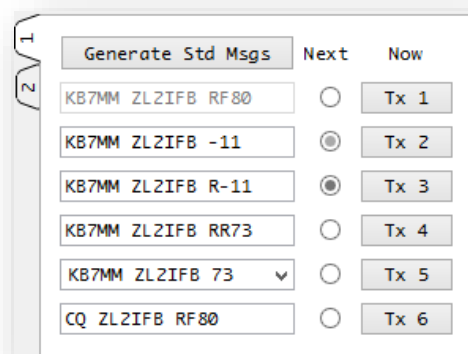 1
2
Generate Std Msgs Next Now
KB7MM ZL2IFB RF80 Tx 1
KB7MM ZL2IFB -11 Tx 2
KB7MM ZL2IFB R-11 Tx 3
KB7MM ZL2IFB RR73 Tx 4
KB7MM ZL2IFB 73 Tx 5
CQ ZL2IFB RF80 Tx 6